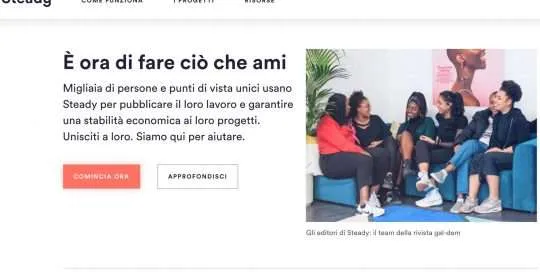 Steady COME FUNZIONA I PROGETTI RISORSE
È ora di fare ciò che ami
Migliaia di persone e punti di vista unici usano
Steady per pubblicare il loro lavoro e garantire
una stabilità economica ai loro progetti.
Unisciti a loro. Siamo qui per aiutare.
COMINCIA ORA APPROFONDISCI
Gli editori di Steady: il team della rivista gal-dem